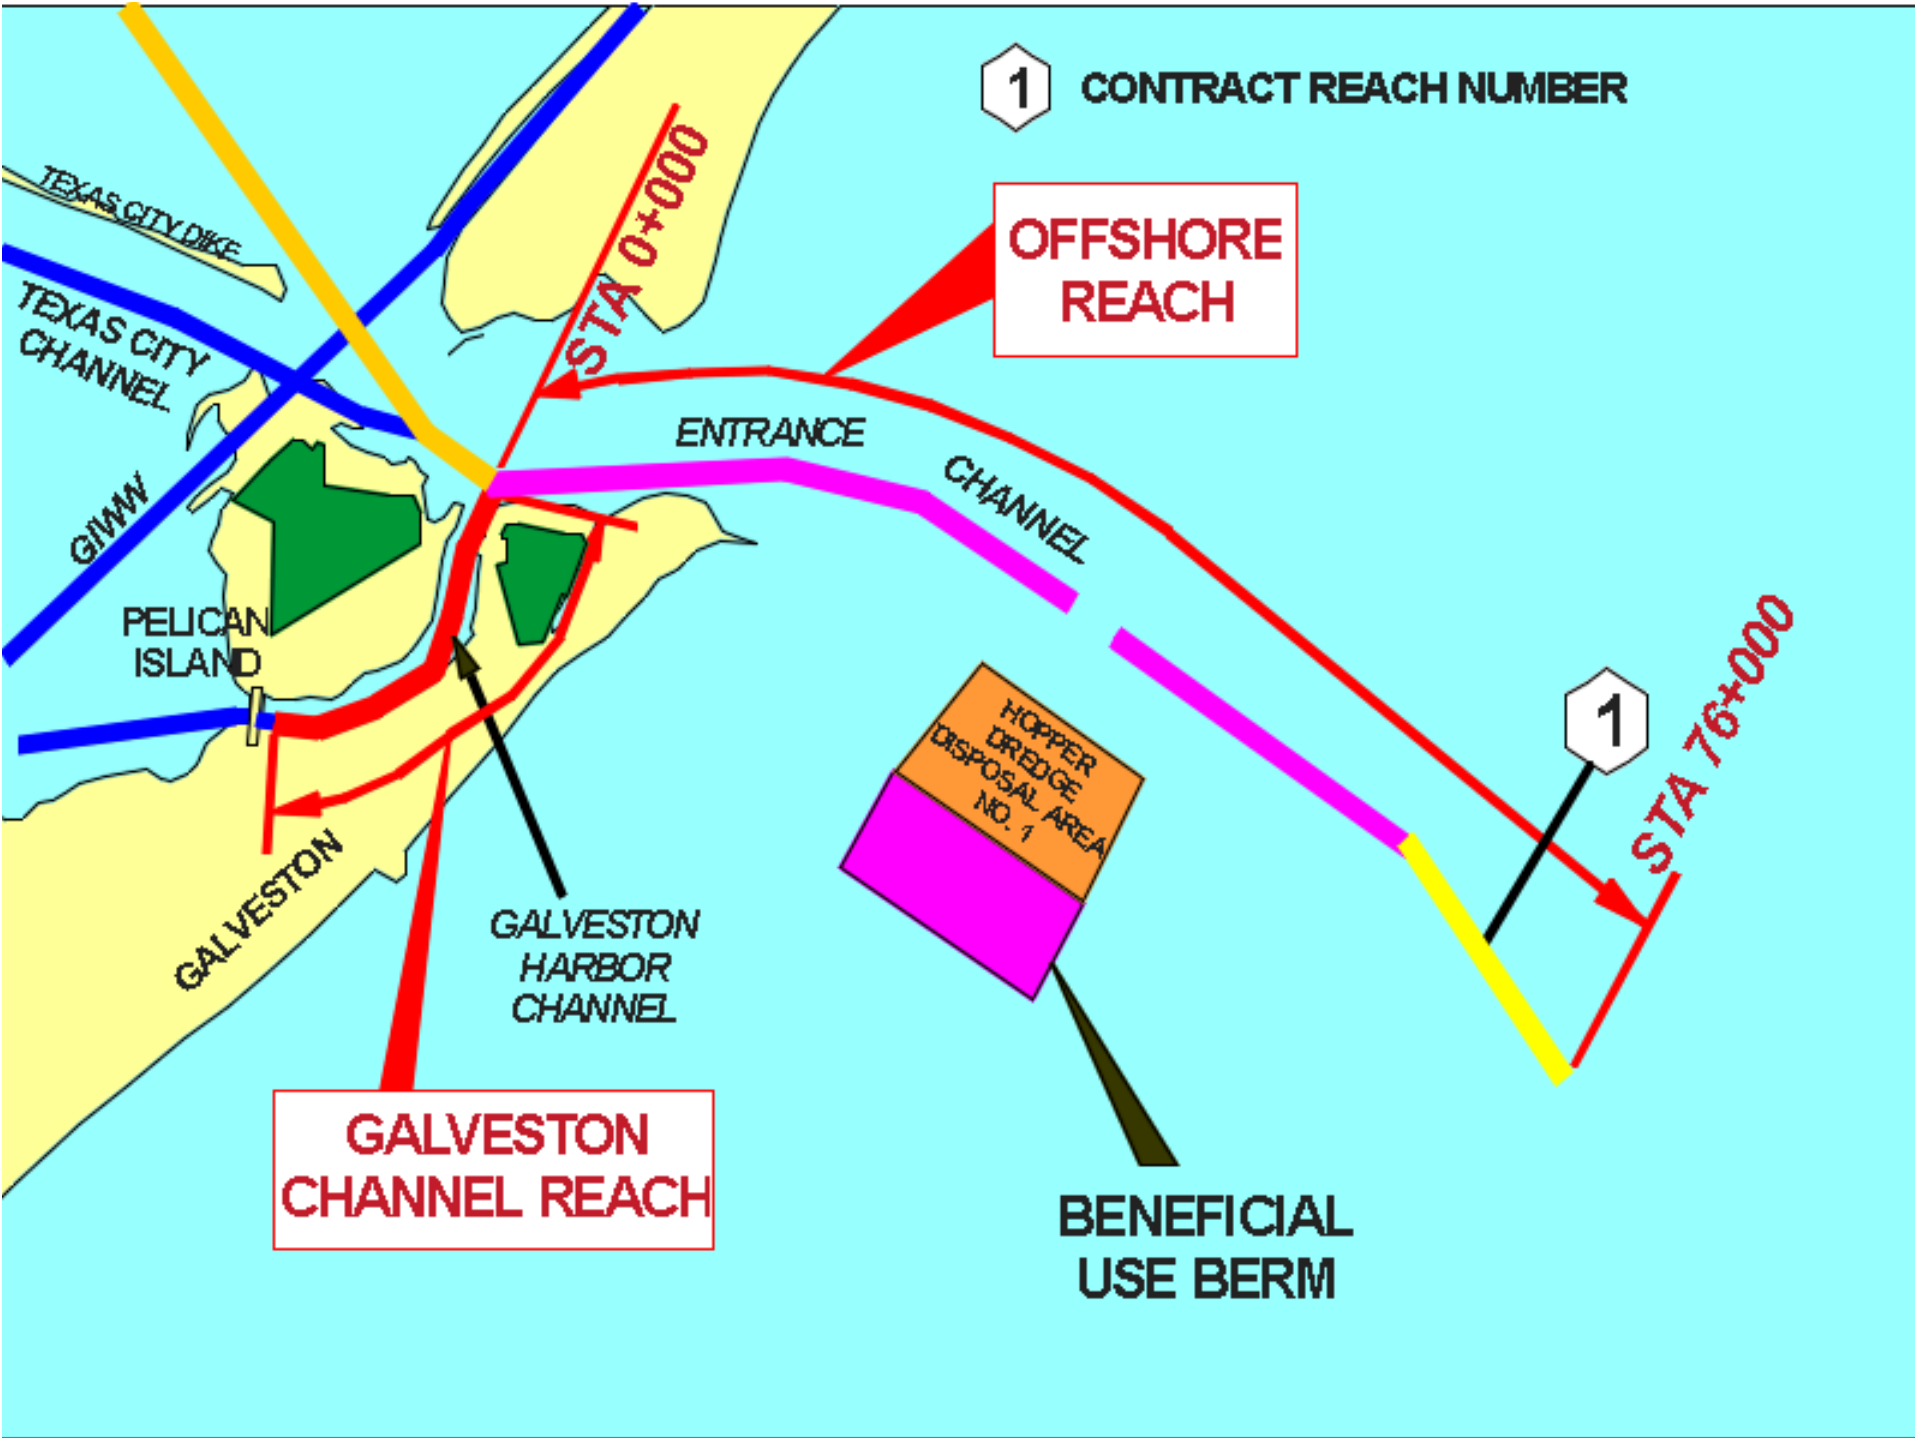 1 CONTRACT REACH NUMBER
TEXAS CITY DIKE
STA 0+000
OFFSHORE
REACH
TEXAS CITY
CHANNEL
ENTRANCE
CHANNEL
GIWW
PELICAN
ISLAND
HOPPER
DREDGE
DISPOSAL AREA
NO. 1
1
STA 76+000
GALVESTON
GALVESTON
HARBOR
CHANNEL
GALVESTON
CHANNEL REACH
BENEFICIAL
USE BERM